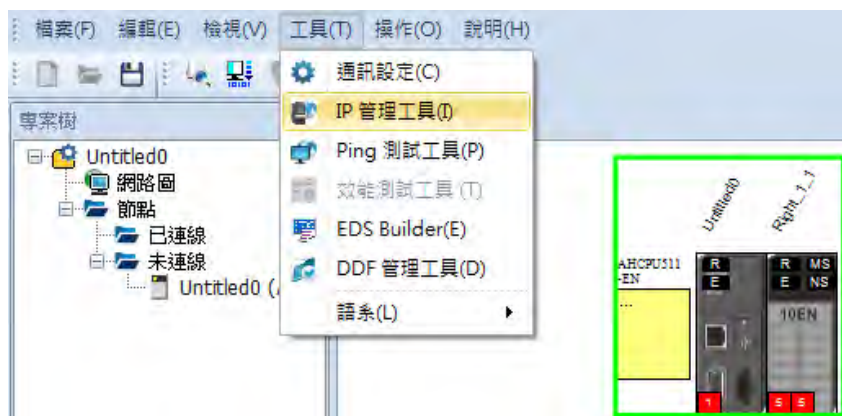 檔案(F) 編輯(E) 檢視(V) 工具(T) 操作(O) 說明(H)
通訊設定(C)
IP 管理工具(I)
Ping 測試工具(P)
效能測試工具 (T)
EDS Builder(E)
DDF 管理工具(D)
語系(L)
專案樹
Untitled0
網路圖
節點
已連線
未連線
Untitled0 (
Untitled0
Right_1_1
AHCPU511
-EN
...
R
E
R MS
E NS
10EN
1
5 5